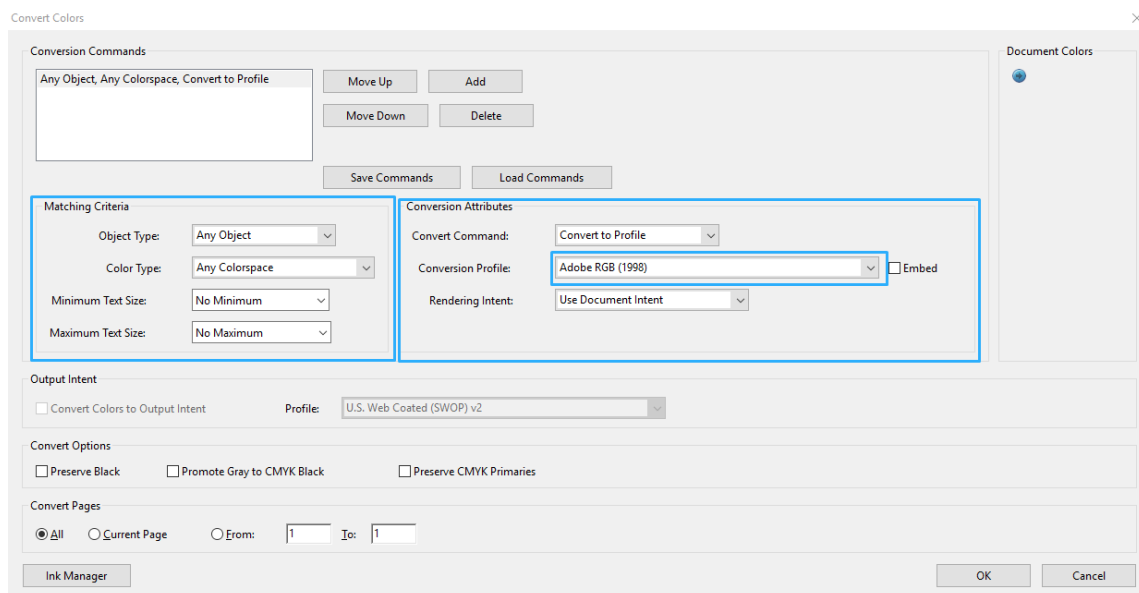 Convert Colors
Conversion Commands
Document Colors
Any Object, Any Colorspace, Convert to Profile
Move Up
Add
Move Down
Delete
Save Commands
Load Commands
Matching Criteria
Object Type: Any Object
Color Type: Any Colorspace
Minimum Text Size: No Minimum
Maximum Text Size: No Maximum
Conversion Attributes
Convert Command: Convert to Profile
Conversion Profile: Adobe RGB (1998) Embed
Rendering Intent: Use Document Intent
Output Intent
Convert Colors to Output Intent Profile: U.S. Web Coated (SWOP) v2
Convert Options
Preserve Black Promote Gray to CMYK Black Preserve CMYK Primaries
Convert Pages
All Current Page From: 1 To: 1
Ink Manager
OK
Cancel